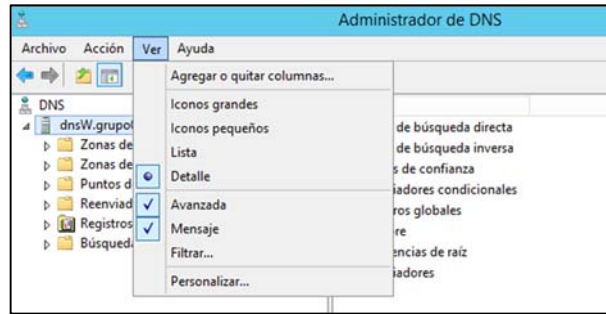 Administrador de DNS
Archivo Acción Ver Ayuda
Agregar o quitar columnas...
DNS
Iconos grandes
dnsW.grupo
Iconos pequeños
de búsqueda directa
Zonas de
Lista
de búsqueda inversa
Zonas de
Detalle
s de confianza
Puntos d
iadores condicionales
Reenviad
Avanzada
ros globales
Registros
Mensaje
re
Búsqued
Filtrar...
encias de raíz
iadores
Personalizar...